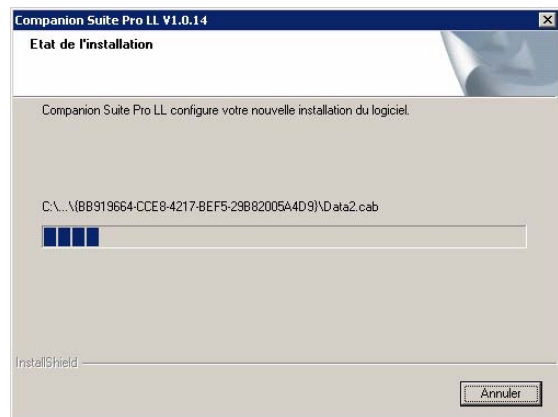 Companion Suite Pro LL V1.0.14
Etat de l'installation
Companion Suite Pro LL configure votre nouvelle installation du logiciel.
C:\...\{BB919664-CCE8-4217-BEF5-29B82005A4D9}\Data2.cab
InstallShield
Annuler